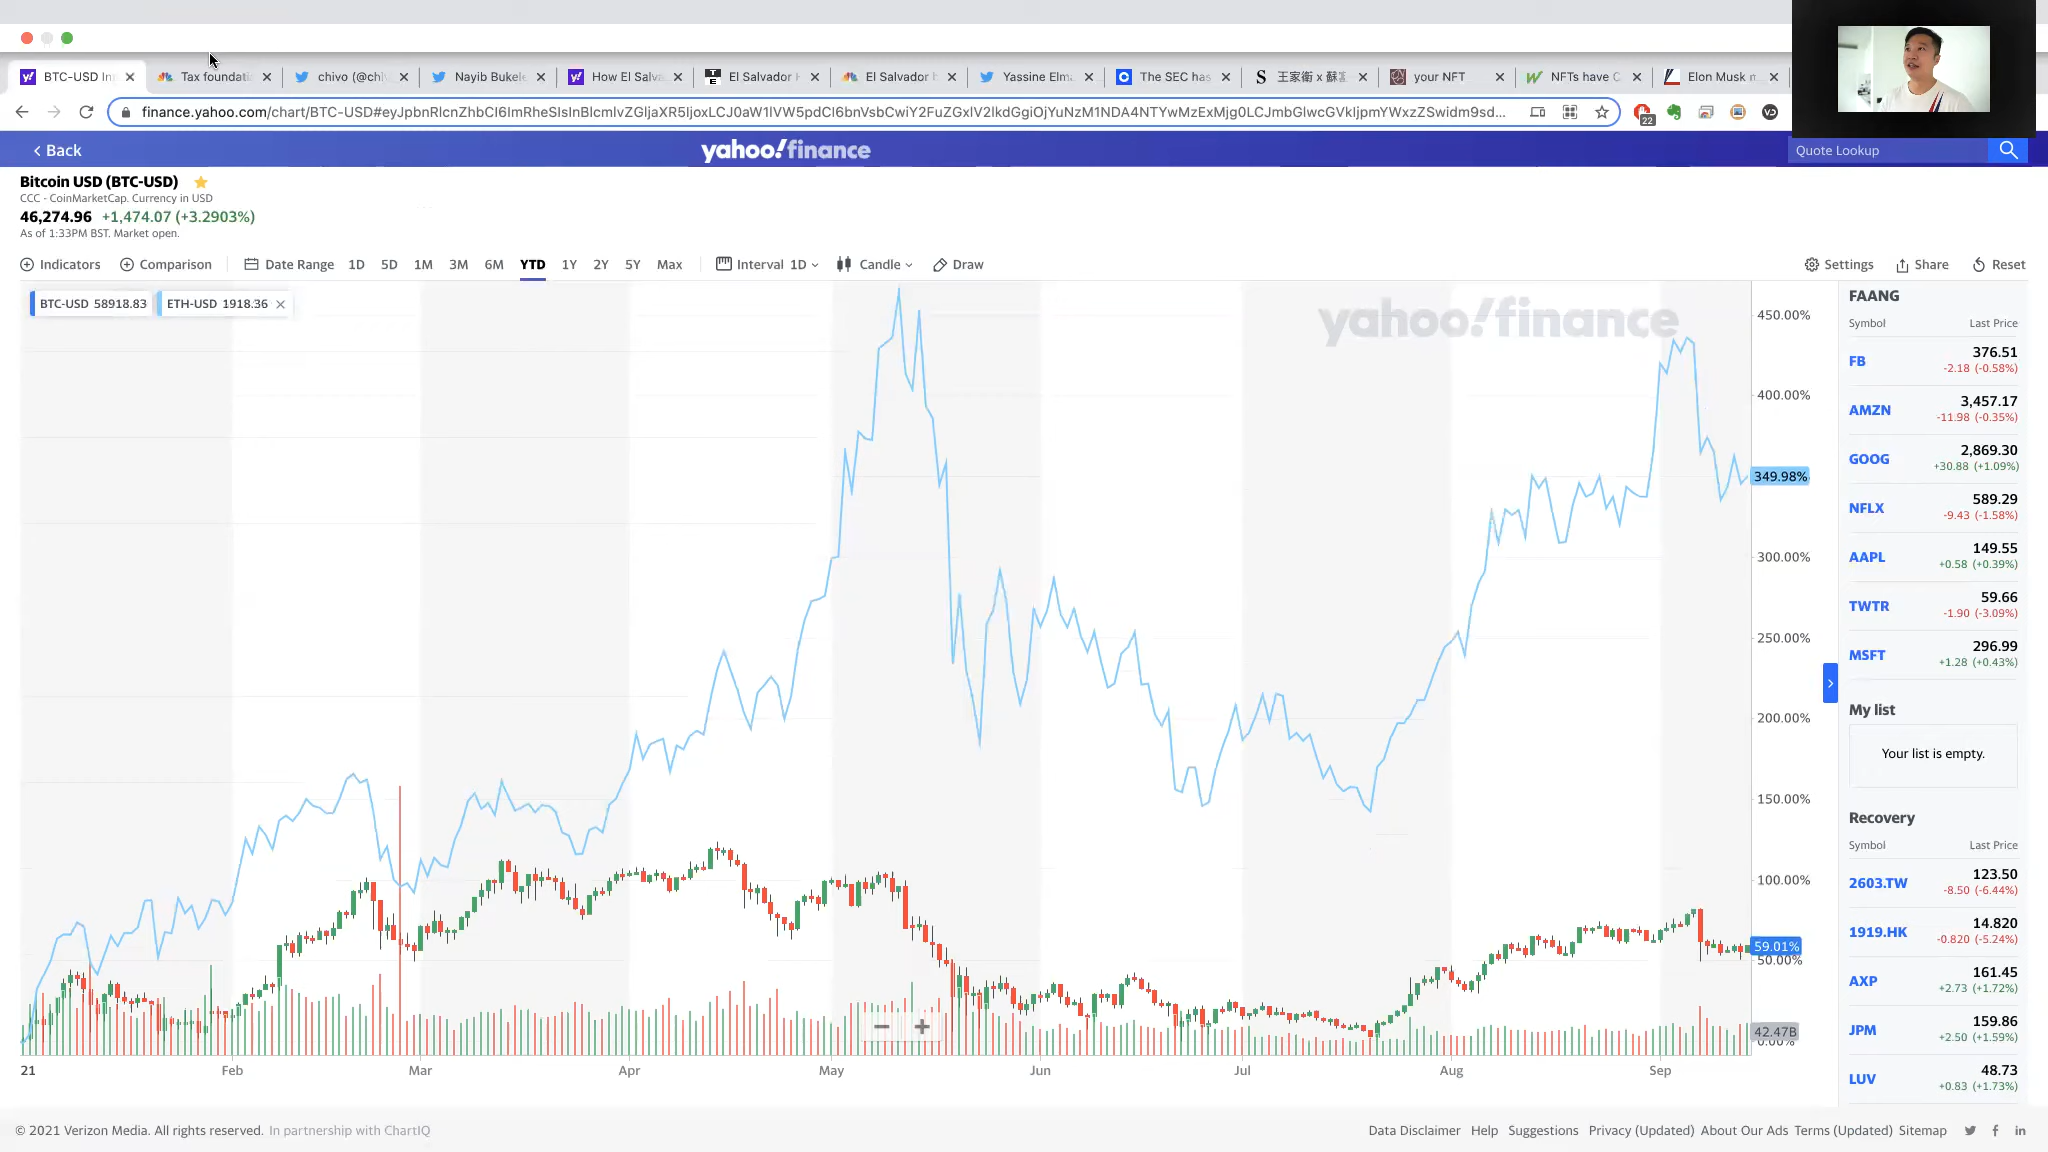 BTC-USD In
Tax foundati
chivo (@chi
Nayib Bukele
How El Salva
El Salvador
El Salvador b
Yassine Elm
The SEC has
王家衛 x 蘇富
your NFT
NFTs have C
Elon Musk m
finance.yahoo.com/chart/BTC-USD
22
Back
yahoo!finance
Quote Lookup
Bitcoin USD (BTC-USD)
CCC - CoinMarketCap. Currency in USD
46,274.96 +1,474.07 (+3.2903%)
As of 1:33PM BST. Market open.
Indicators Comparison Date Range 1D 5D 1M 3M 6M YTD 1Y 2Y 5Y Max Interval 1D Candle Draw Settings Share Reset
BTC-USD 58918.83 ETH-USD 1918.36
yahoo!finance
450.00%
400.00%
349.98%
300.00%
250.00%
200.00%
150.00%
100.00%
59.01%
50.00%
42.47B
0.00%
21 Feb Mar Apr May Jun Jul Aug Sep
FAANG
Symbol Last Price
FB 376.51
-2.18 (-0.58%)
AMZN 3,457.17
-11.98 (-0.35%)
GOOG 2,869.30
+30.88 (+1.09%)
NFLX 589.29
-9.43 (-1.58%)
AAPL 149.55
+0.58 (+0.39%)
TWTR 59.66
-1.90 (-3.09%)
MSFT 296.99
+1.28 (+0.43%)
My list
Your list is empty.
Recovery
Symbol Last Price
2603.TW 123.50
-8.50 (-6.44%)
1919.HK 14.820
-0.820 (-5.24%)
AXP 161.45
+2.73 (+1.72%)
JPM 159.86
+2.50 (+1.59%)
LUV 48.73
+0.83 (+1.73%)
© 2021 Verizon Media. All rights reserved. In partnership with ChartIQ
Data Disclaimer Help Suggestions Privacy (Updated) About Our Ads Terms (Updated) Sitemap